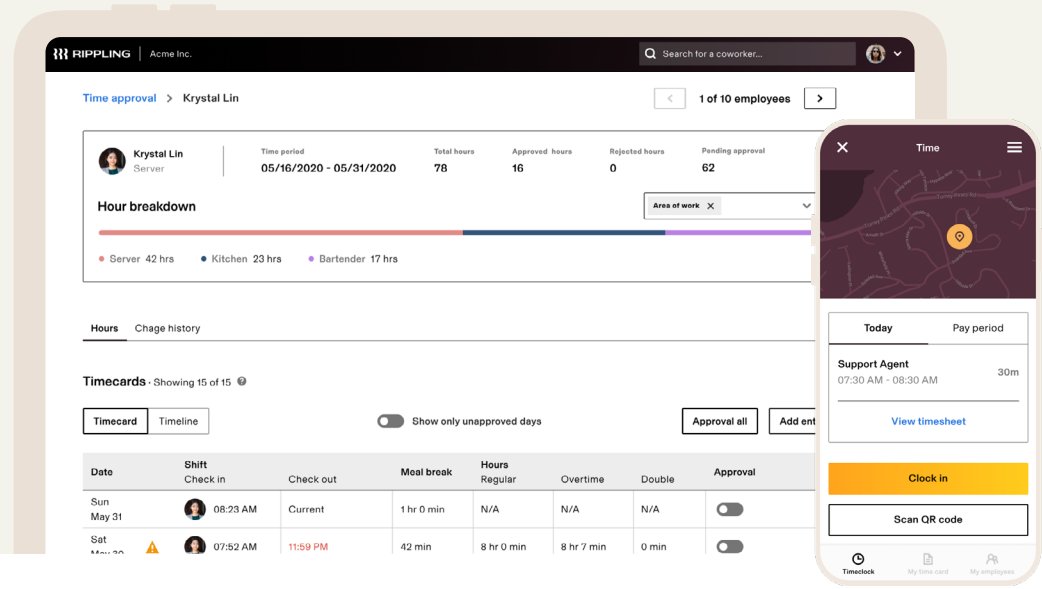 RIPPLING
Acme Inc.
Search for a coworker...
Time approval > Krystal Lin
1 of 10 employees
Krystal Lin
Server
Time period
05/16/2020 - 05/31/2020
Total hours
78
Approved hours
16
Rejected hours
0
Pending approval
62
Hour breakdown
Area of work
Server 42 hrs
Kitchen 23 hrs
Bartender 17 hrs
Hours
Chage history
Timecards · Showing 15 of 15
Timecard
Timeline
Show only unapproved days
Approval all
Add ent
Date
Shift
Check in
Check out
Meal break
Hours
Regular
Overtime
Double
Approval
Sun
May 31
08:23 AM
Current
1 hr 0 min
N/A
N/A
N/A
Sat
May 30
07:52 AM
11:59 PM
42 min
8 hr 0 min
8 hr 7 min
0 min
Time
Today
Pay period
Support Agent
07:30 AM - 08:30 AM
30m
View timesheet
Clock in
Scan QR code
Timeclock
My time card
My employees